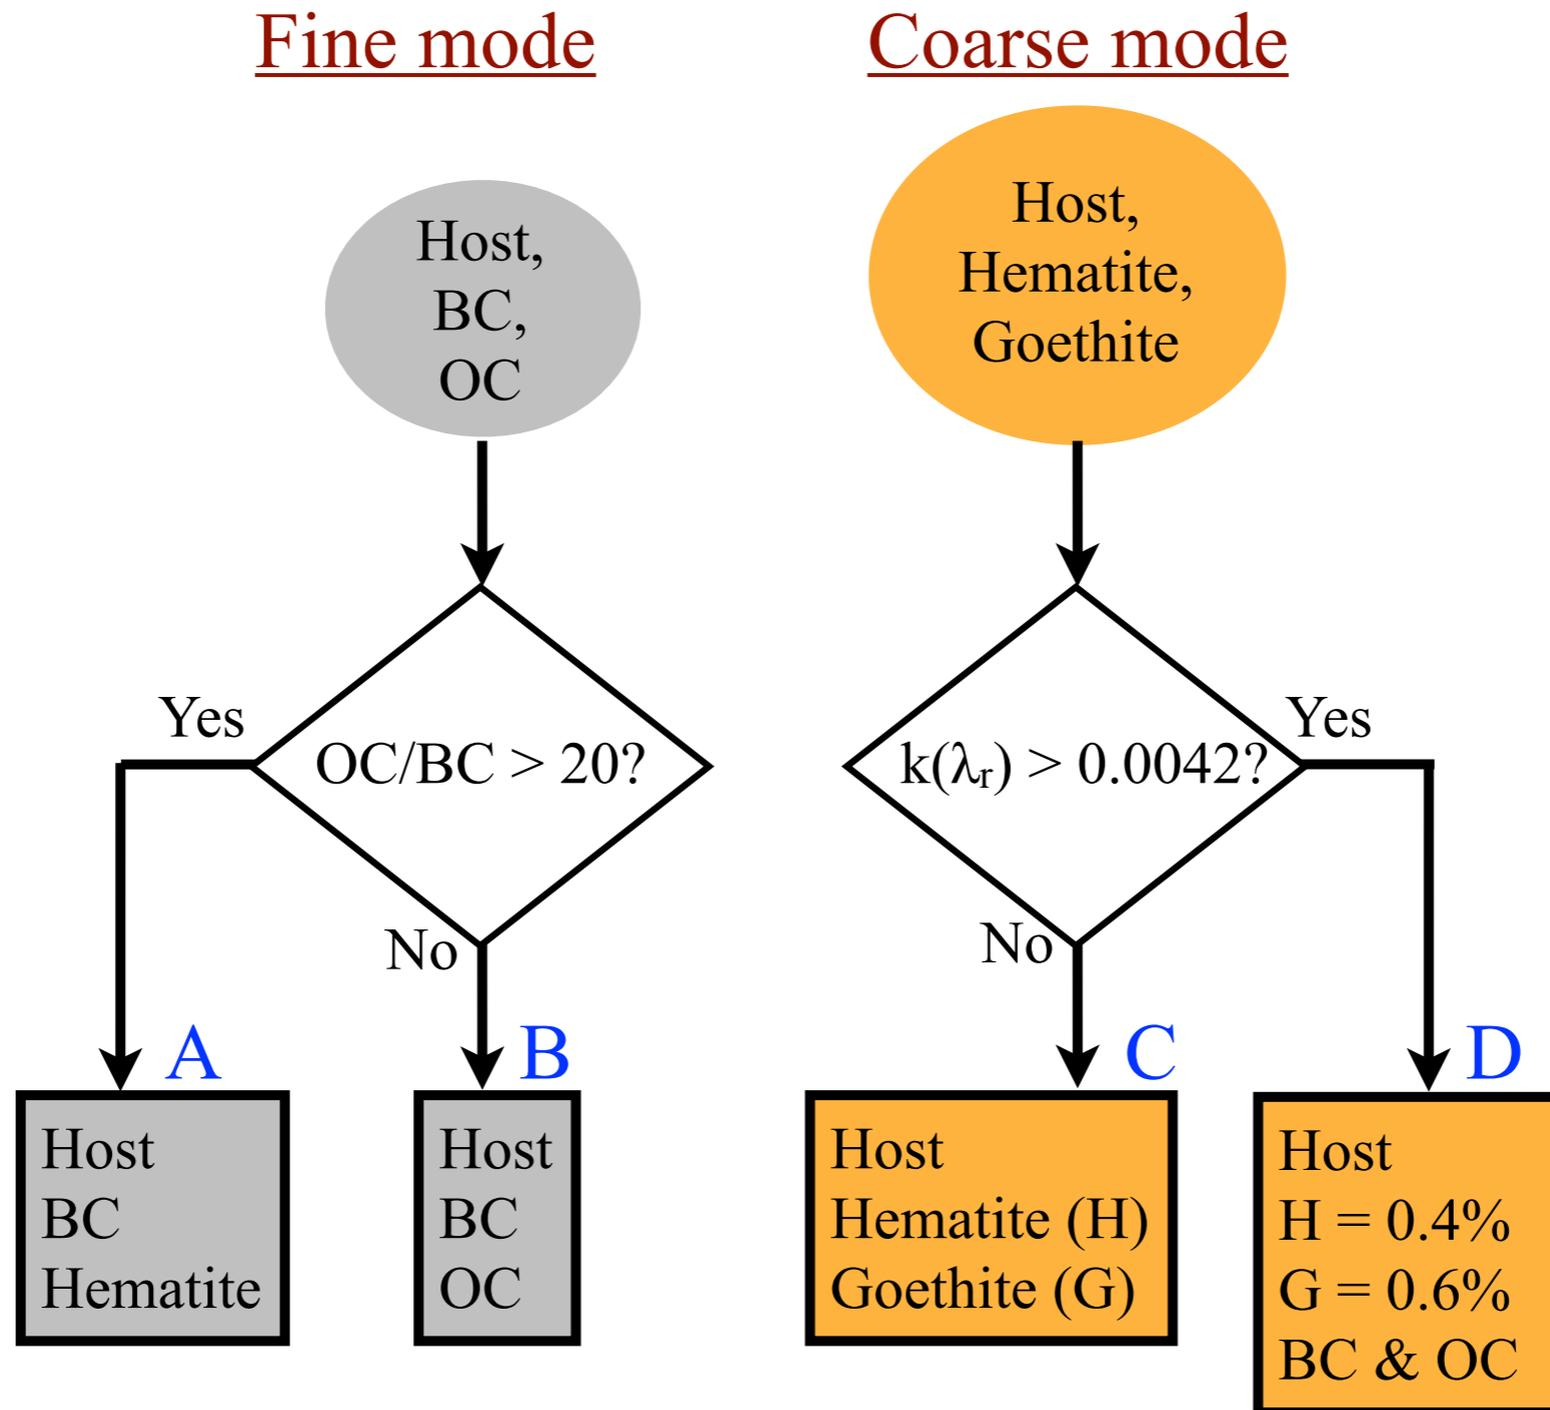 Fine mode
Coarse mode
Host,
BC,
OC
Host,
Hematite,
Goethite
Yes
OC/BC > 20?
No
k(λᵣ) > 0.0042?
Yes
No
A
Host
BC
Hematite
B
Host
BC
OC
C
Host
Hematite (H)
Goethite (G)
D
Host
H = 0.4%
G = 0.6%
BC & OC